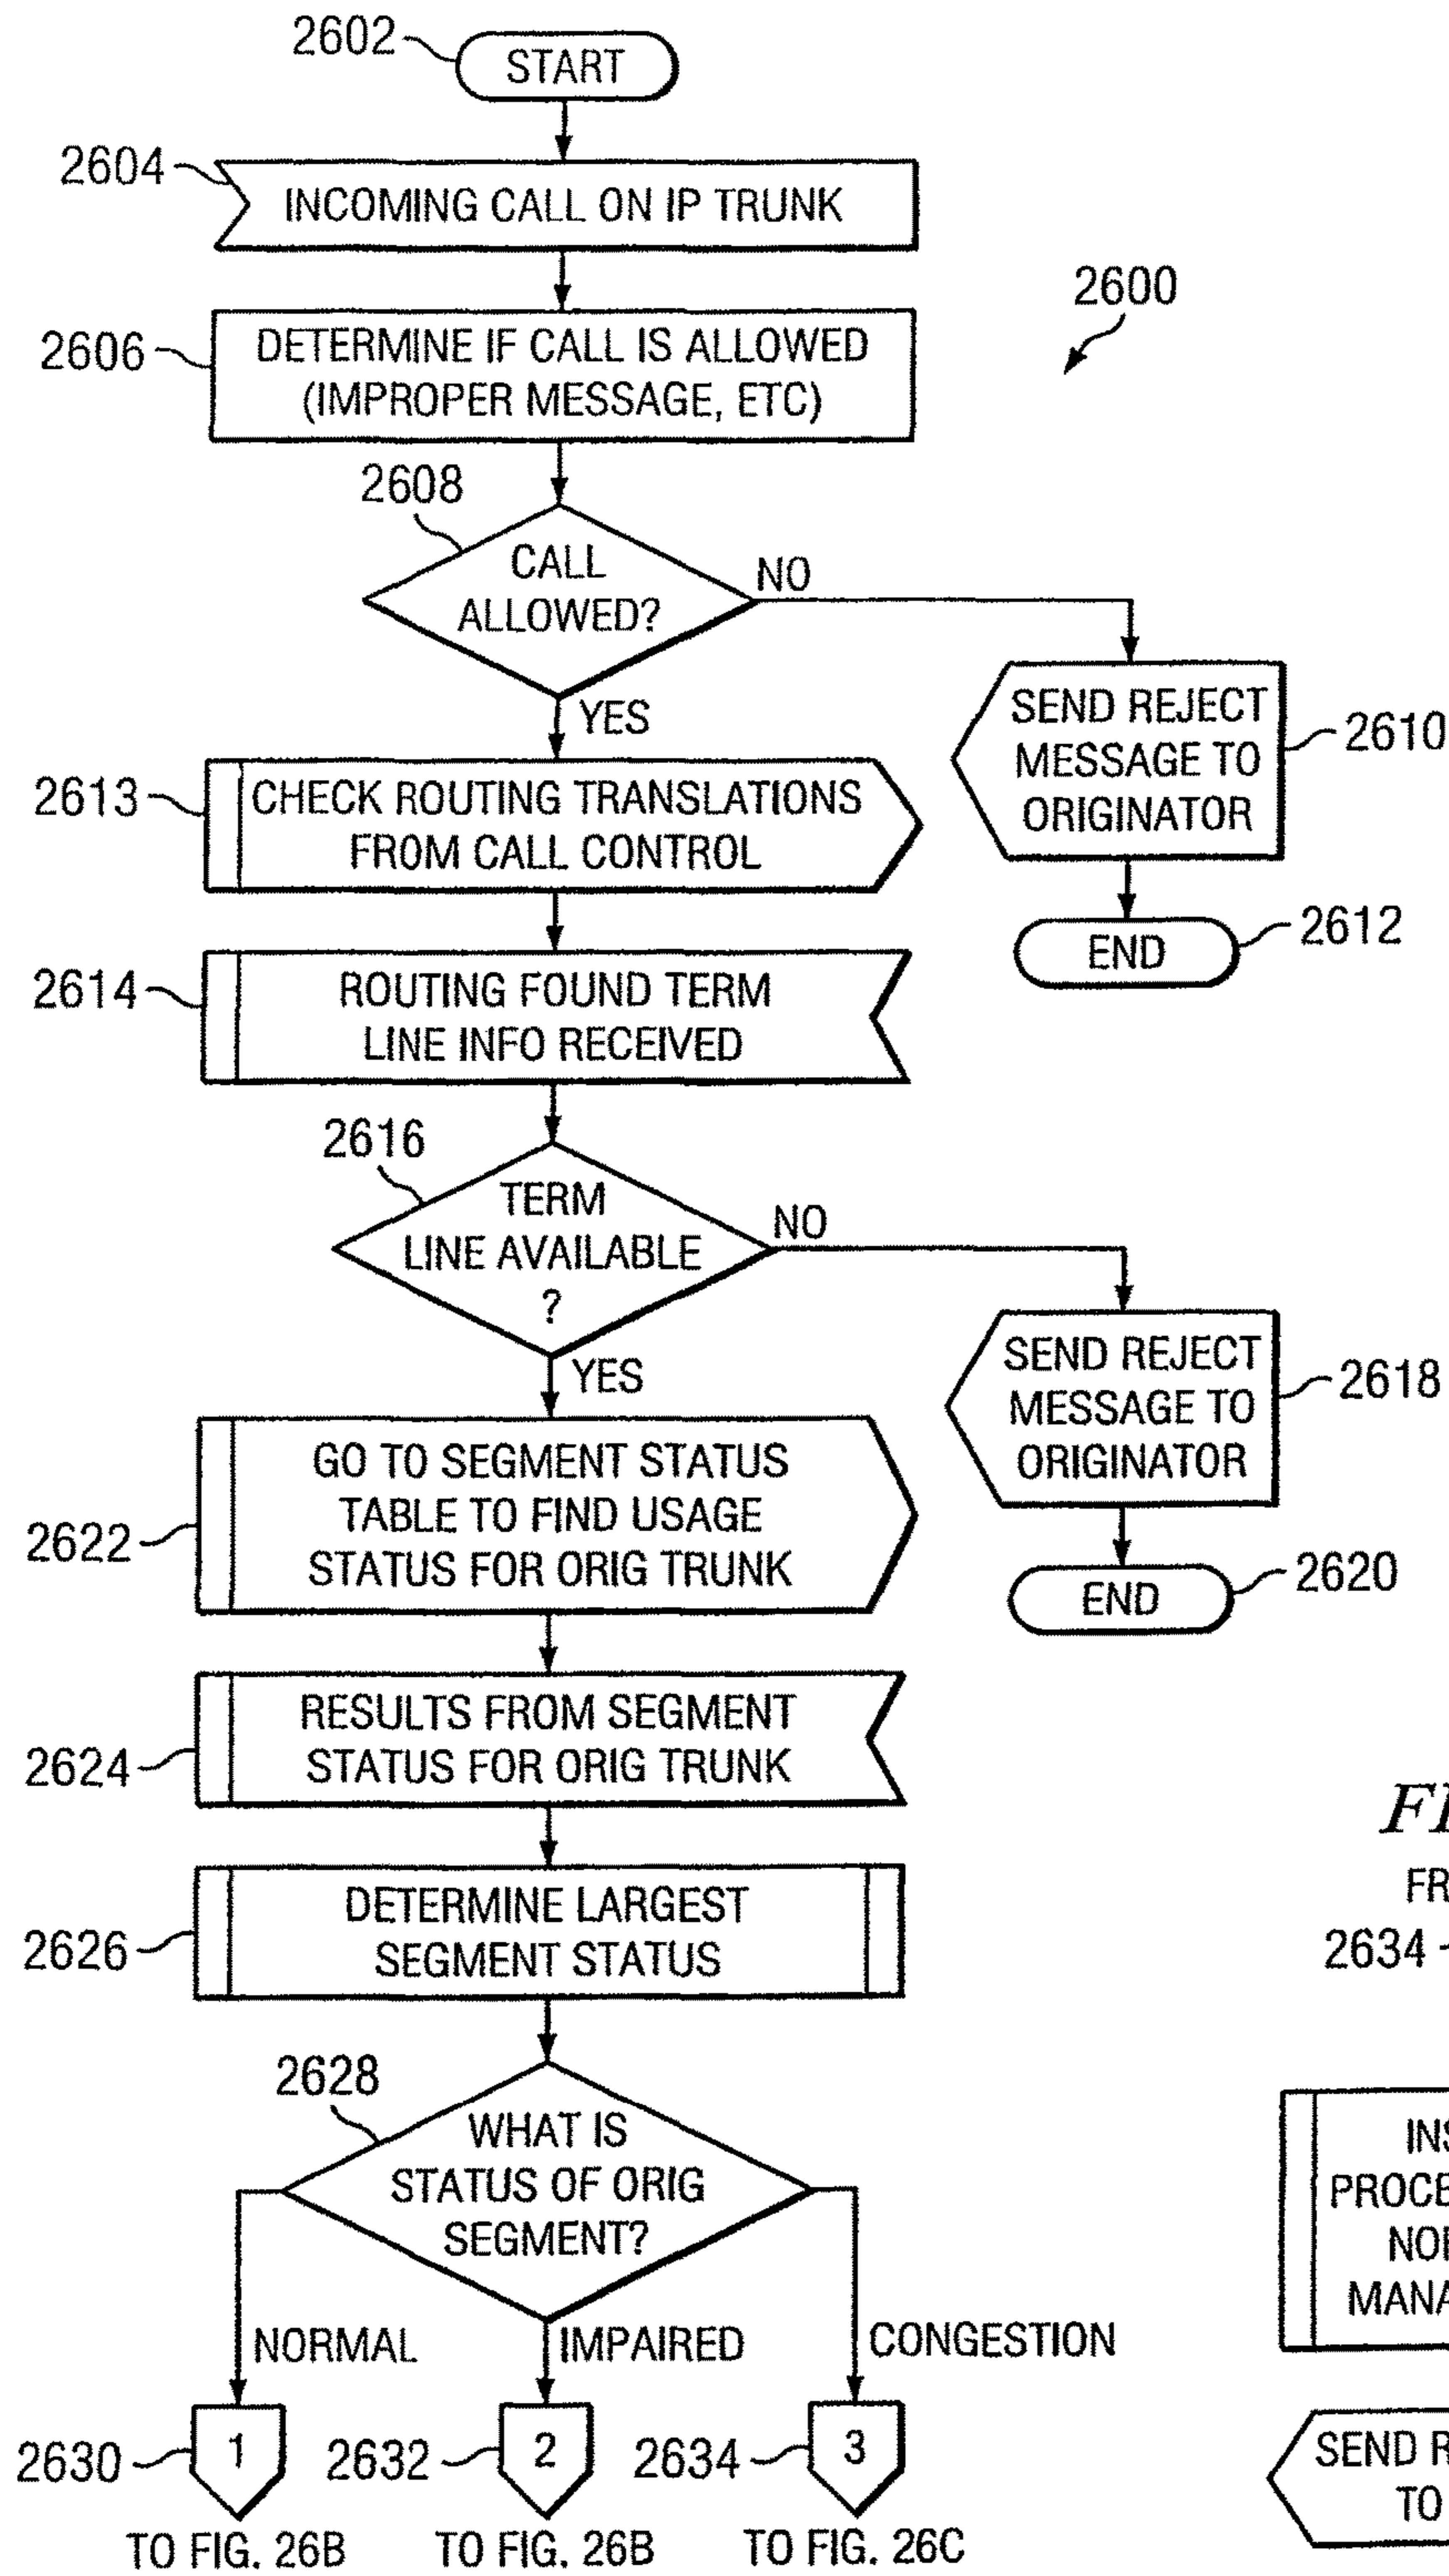 2602
START
2604
INCOMING CALL ON IP TRUNK
2600
2606
DETERMINE IF CALL IS ALLOWED
(IMPROPER MESSAGE, ETC)
2608
CALL
ALLOWED?
NO
YES
SEND REJECT
MESSAGE TO
ORIGINATOR
2610
END
2612
2613
CHECK ROUTING TRANSLATIONS
FROM CALL CONTROL
2614
ROUTING FOUND TERM
LINE INFO RECEIVED
2616
TERM
LINE AVAILABLE
?
NO
YES
SEND REJECT
MESSAGE TO
ORIGINATOR
2618
END
2620
2622
GO TO SEGMENT STATUS
TABLE TO FIND USAGE
STATUS FOR ORIG TRUNK
2624
RESULTS FROM SEGMENT
STATUS FOR ORIG TRUNK
2626
DETERMINE LARGEST
SEGMENT STATUS
2628
WHAT IS
STATUS OF ORIG
SEGMENT?
NORMAL
IMPAIRED
CONGESTION
2630
1
2632
2
2634
3
TO FIG. 26B
TO FIG. 26B
TO FIG. 26C
2634
SEND
TO